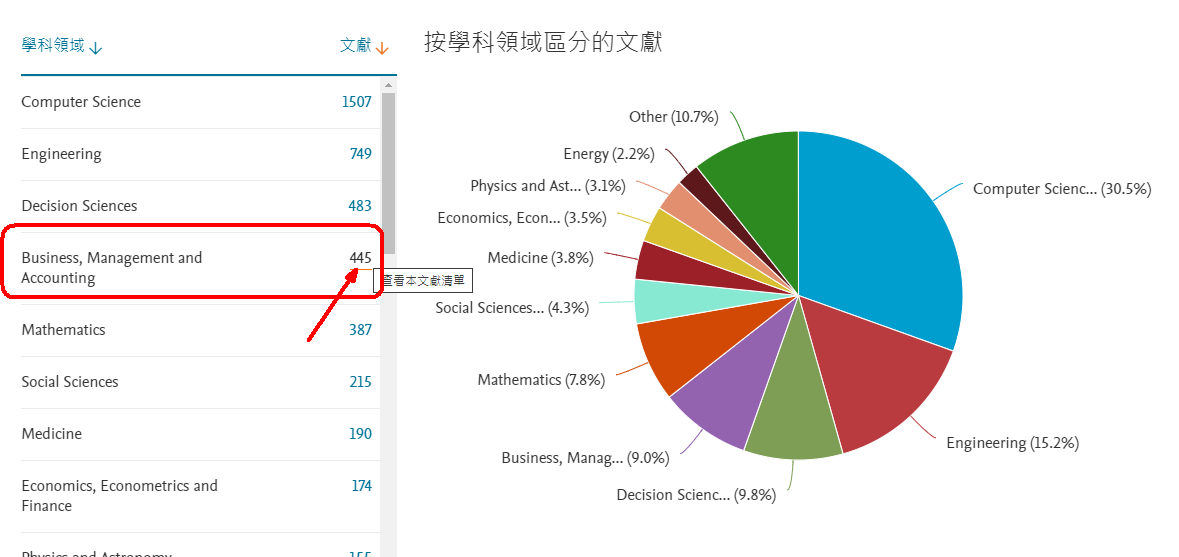 學科領域
文獻
Computer Science 1507
Engineering 749
Decision Sciences 483
Business, Management and
Accounting
445
查看本文獻清單
Mathematics 387
Social Sciences 215
Medicine 190
Economics, Econometrics and
Finance
174
Physics and Astronomy 155
按學科領域區分的文獻
Other (10.7%)
Energy (2.2%)
Physics and Ast... (3.1%)
Economics, Econ... (3.5%)
Medicine (3.8%)
Social Sciences... (4.3%)
Mathematics (7.8%)
Business, Manag... (9.0%)
Decision Scienc... (9.8%)
Engineering (15.2%)
Computer Scienc... (30.5%)